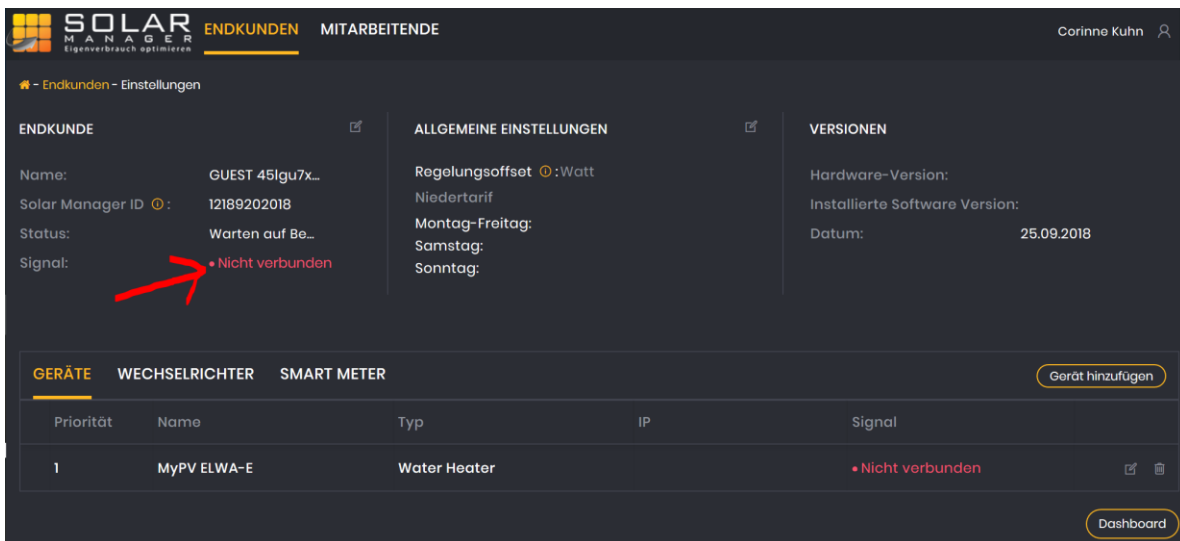 SOLAR
MANAGER
Eigenverbrauch optimieren
ENDKUNDEN MITARBEITENDE
Corinne Kuhn
- Endkunden - Einstellungen
ENDKUNDE
Name: GUEST 45lgu7x...
Solar Manager ID : 12189202018
Status: Warten auf Be...
Signal: Nicht verbunden
ALLGEMEINE EINSTELLUNGEN
Regelungsoffset : Watt
Niedertarif
Montag-Freitag:
Samstag:
Sonntag:
VERSIONEN
Hardware-Version:
Installierte Software Version:
Datum: 25.09.2018
GERÄTE WECHSELRICHTER SMART METER
Gerät hinzufügen
Priorität Name Typ IP Signal
1 MyPV ELWA-E Water Heater Nicht verbunden
Dashboard